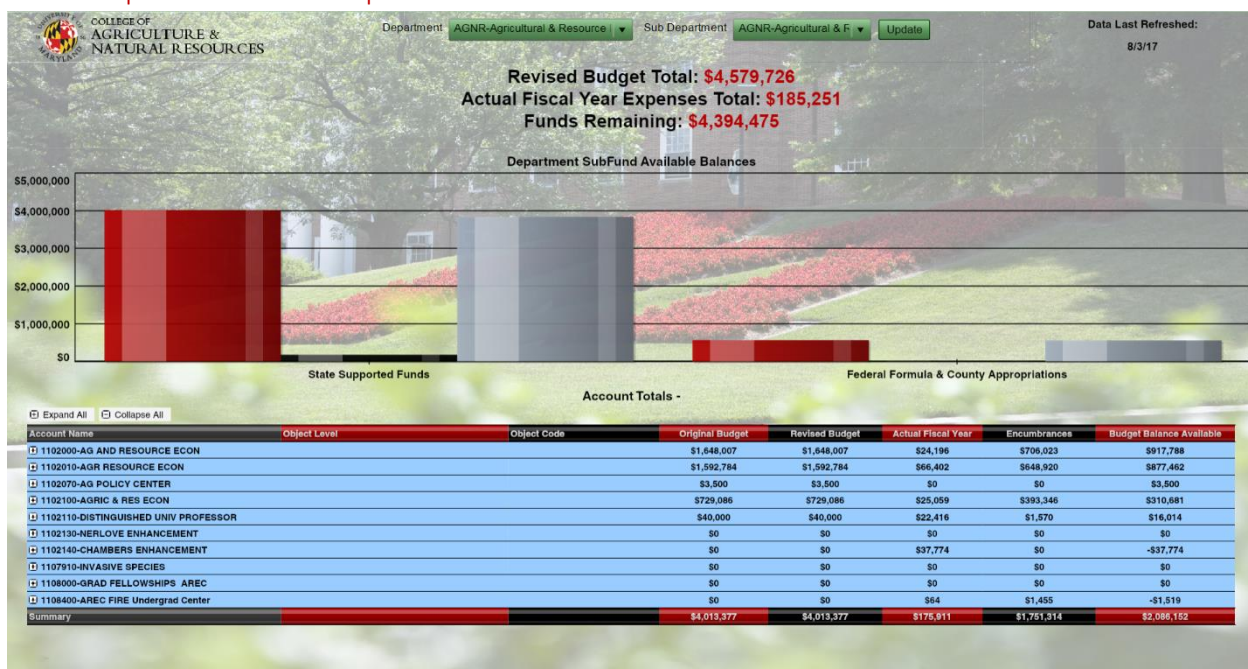 COLLEGE OF
AGRICULTURE &
NATURAL RESOURCES
Department AGNR-Agricultural & Resource Sub Department AGNR-Agricultural & F Update
Data Last Refreshed:
8/3/17
Revised Budget Total: $4,579,726
Actual Fiscal Year Expenses Total: $185,251
Funds Remaining: $4,394,475
Department SubFund Available Balances
$5,000,000
$4,000,000
$3,000,000
$2,000,000
$1,000,000
$0
State Supported Funds Federal Formula & County Appropriations
Account Totals -
Expand All Collapse All
Account Name Object Level Object Code Original Budget Revised Budget Actual Fiscal Year Encumbrances Budget Balance Available
1102000-AG AND RESOURCE ECON $1,648,007 $1,648,007 $24,196 $706,023 $917,788
1102010-AGR RESOURCE ECON $1,592,784 $1,592,784 $66,402 $648,920 $877,462
1102070-AG POLICY CENTER $3,500 $3,500 $0 $0 $3,500
1102100-AGRIC & RES ECON $729,086 $729,086 $25,059 $393,346 $310,681
1102110-DISTINGUISHED UNIV PROFESSOR $40,000 $40,000 $22,416 $1,570 $16,014
1102130-NERLOVE ENHANCEMENT $0 $0 $0 $0 $0
1102140-CHAMBERS ENHANCEMENT $0 $0 $37,774 $0 -$37,774
1107910-INVASIVE SPECIES $0 $0 $0 $0 $0
1108000-GRAD FELLOWSHIPS AREC $0 $0 $0 $0 $0
1108400-AREC FIRE Undergrad Center $0 $0 $64 $1,455 -$1,519
Summary $4,013,377 $4,013,377 $175,911 $1,751,314 $2,086,152